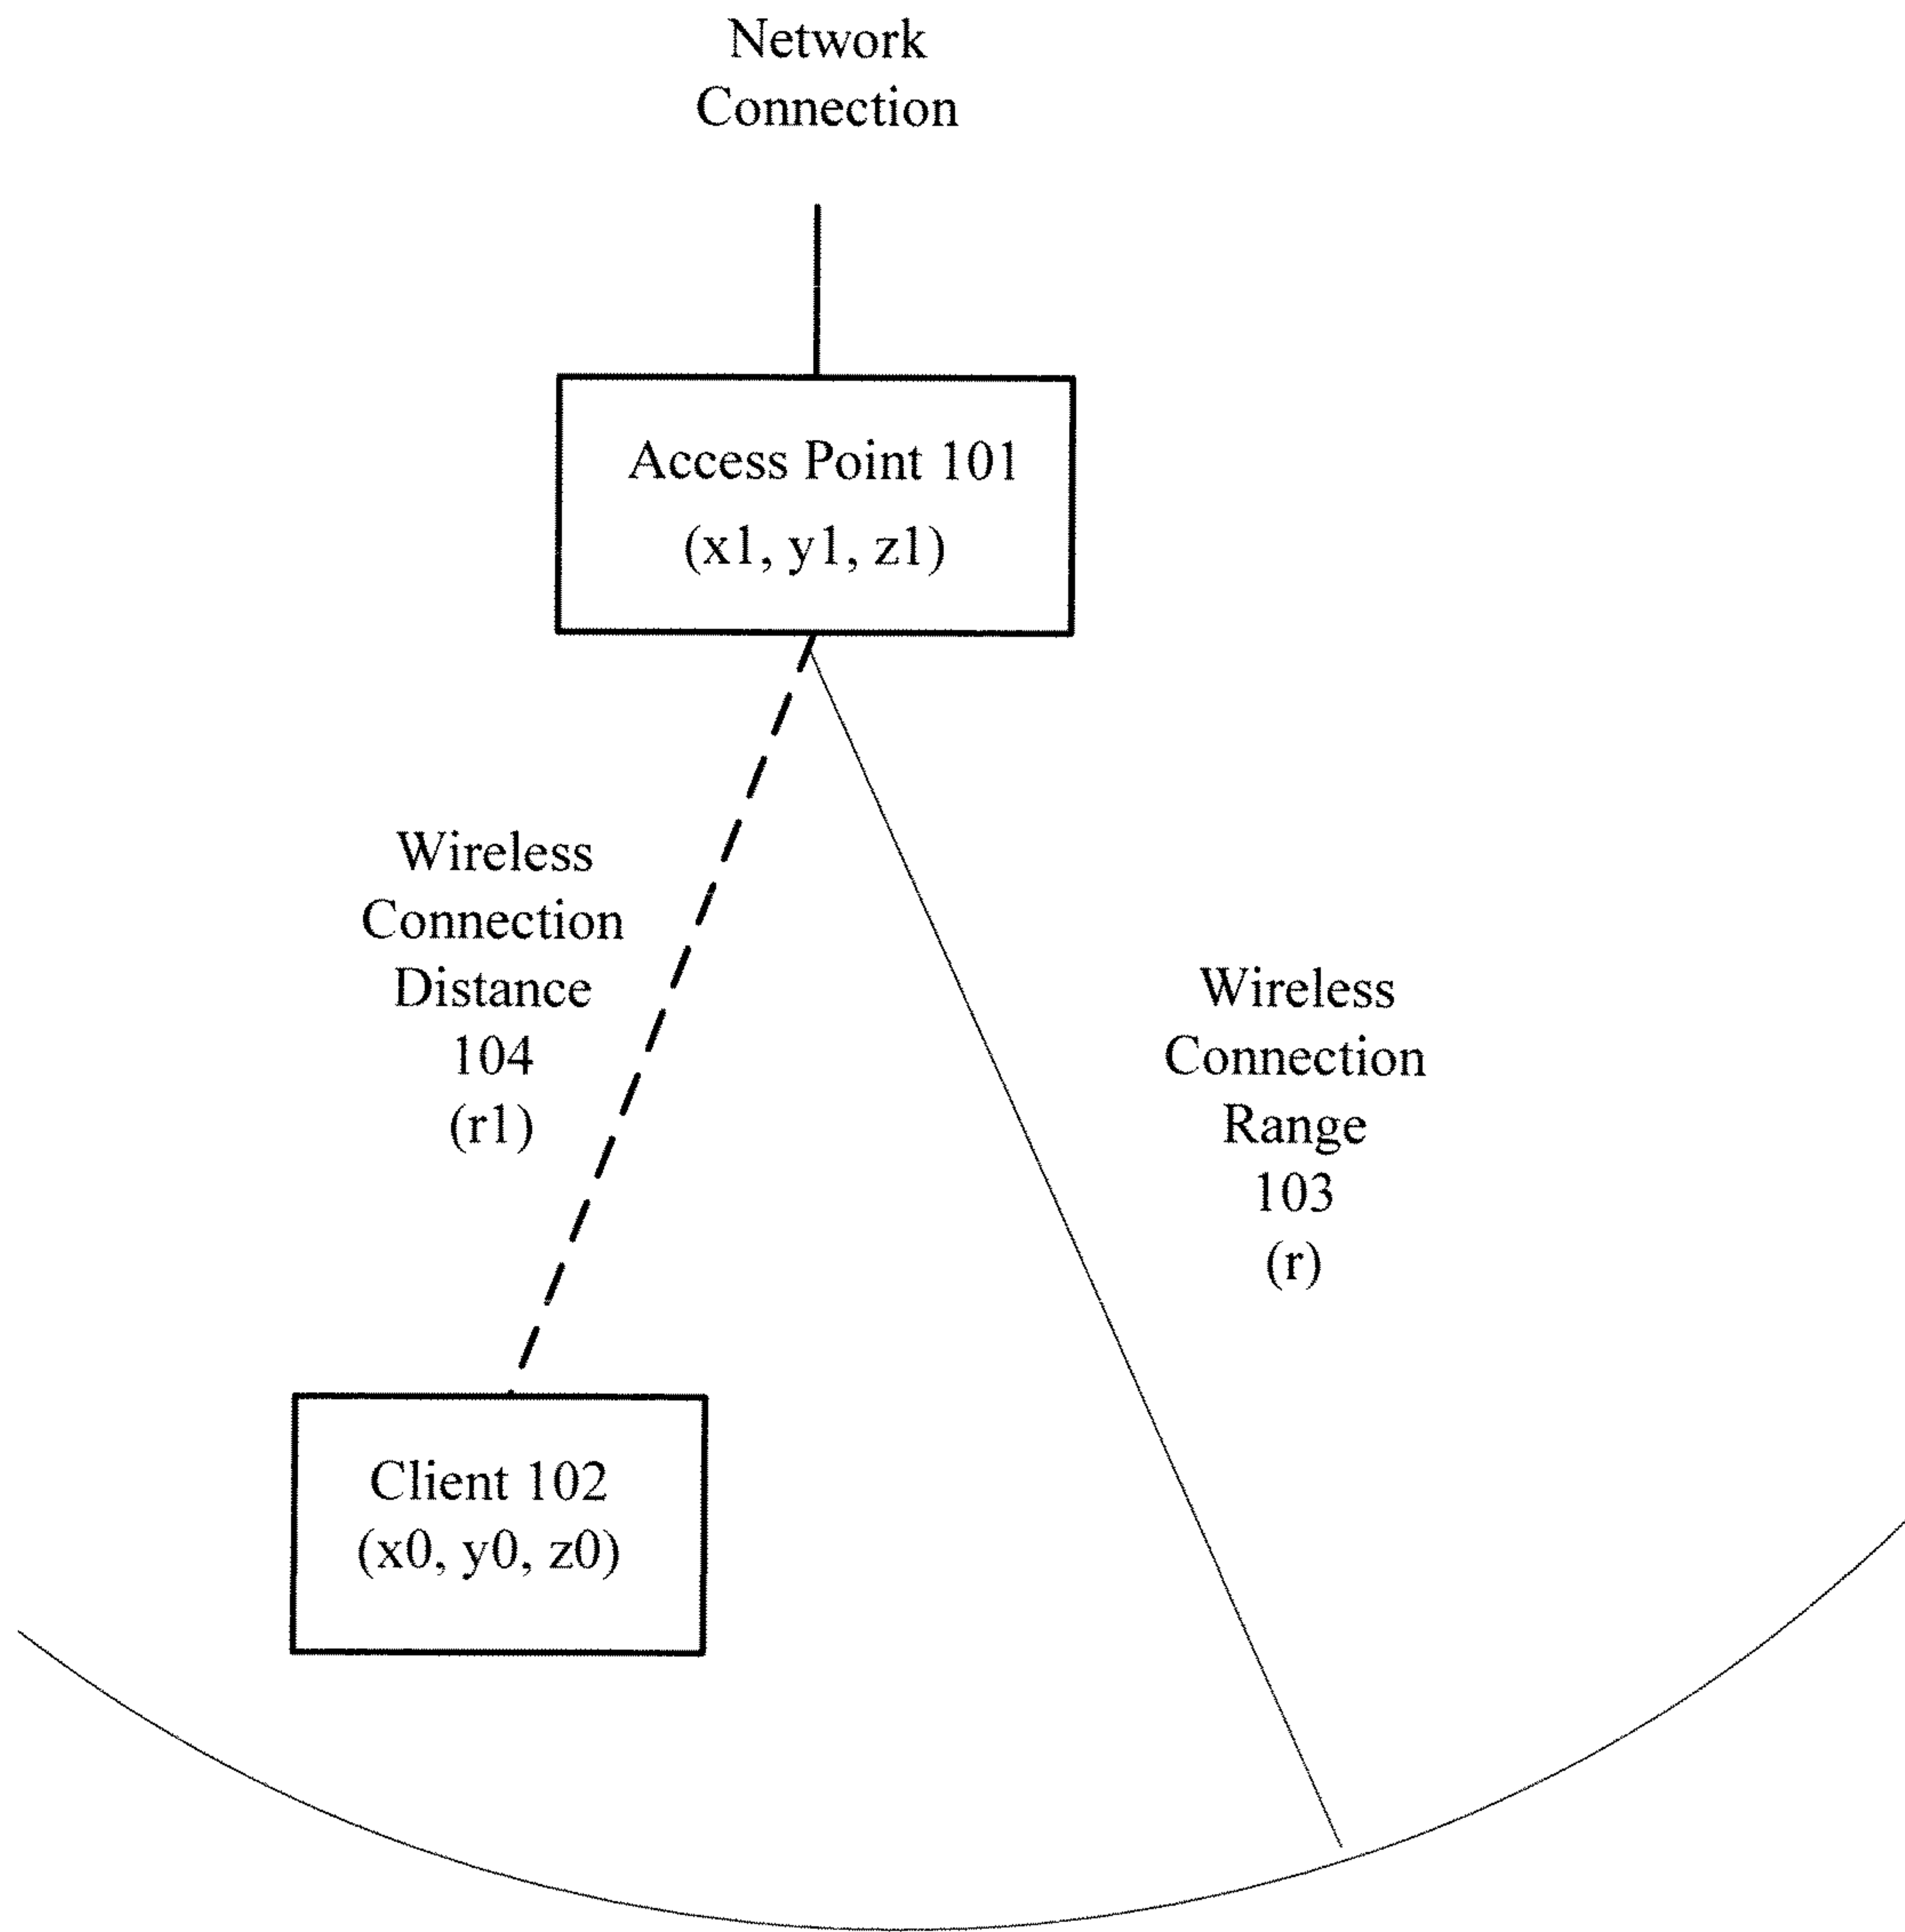 Network
Connection
Access Point 101
(x1, y1, z1)
Wireless
Connection
Distance
104
(r1)
Wireless
Connection
Range
103
(r)
Client 102
(x0, y0, z0)